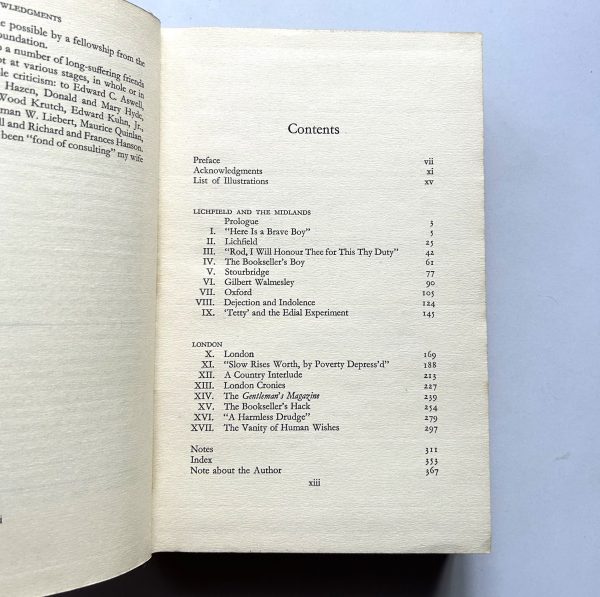 WLEDGMENTS
e possible by a fellowship from the
oundation.
o a number of long-suffering friends
pt at various stages, in whole or in
le criticism: to Edward C. Aswell,
Hazen, Donald and Mary Hyde,
Wood Krutch, Edward Kuhn, Jr.,
man W. Liebert, Maurice Quinlan,
ll and Richard and Frances Hanson.
been "fond of consulting" my wife
i
Contents
Preface vii
Acknowledgments xi
List of Illustrations xv
LICHFIELD AND THE MIDLANDS
Prologue 3
I. "Here Is a Brave Boy" 5
II. Lichfield 25
III. "Rod, I Will Honour Thee for This Thy Duty" 42
IV. The Bookseller's Boy 61
V. Stourbridge 77
VI. Gilbert Walmesley 90
VII. Oxford 105
VIII. Dejection and Indolence 124
IX. 'Tetty' and the Edial Experiment 145
LONDON
X. London 169
XI. "Slow Rises Worth, by Poverty Depress'd" 188
XII. A Country Interlude 213
XIII. London Cronies 227
XIV. The Gentleman's Magazine 239
XV. The Bookseller's Hack 254
XVI. "A Harmless Drudge" 279
XVII. The Vanity of Human Wishes 297
Notes 311
Index 353
Note about the Author 367
xiii